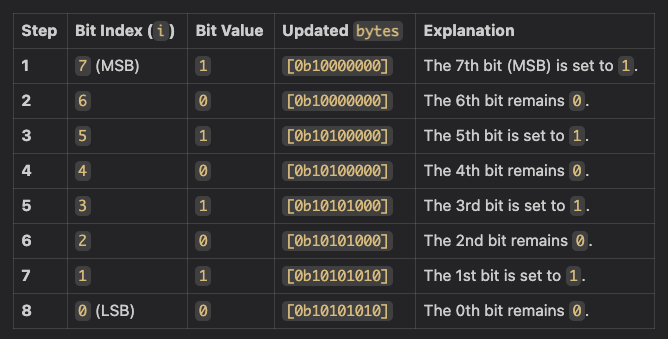 Step Bit Index (i) Bit Value Updated bytes Explanation
1 7 (MSB) 1 [0b10000000] The 7th bit (MSB) is set to 1.
2 6 0 [0b10000000] The 6th bit remains 0.
3 5 1 [0b10100000] The 5th bit is set to 1.
4 4 0 [0b10100000] The 4th bit remains 0.
5 3 1 [0b10101000] The 3rd bit is set to 1.
6 2 0 [0b10101000] The 2nd bit remains 0.
7 1 1 [0b10101010] The 1st bit is set to 1.
8 0 (LSB) 0 [0b10101010] The 0th bit remains 0.